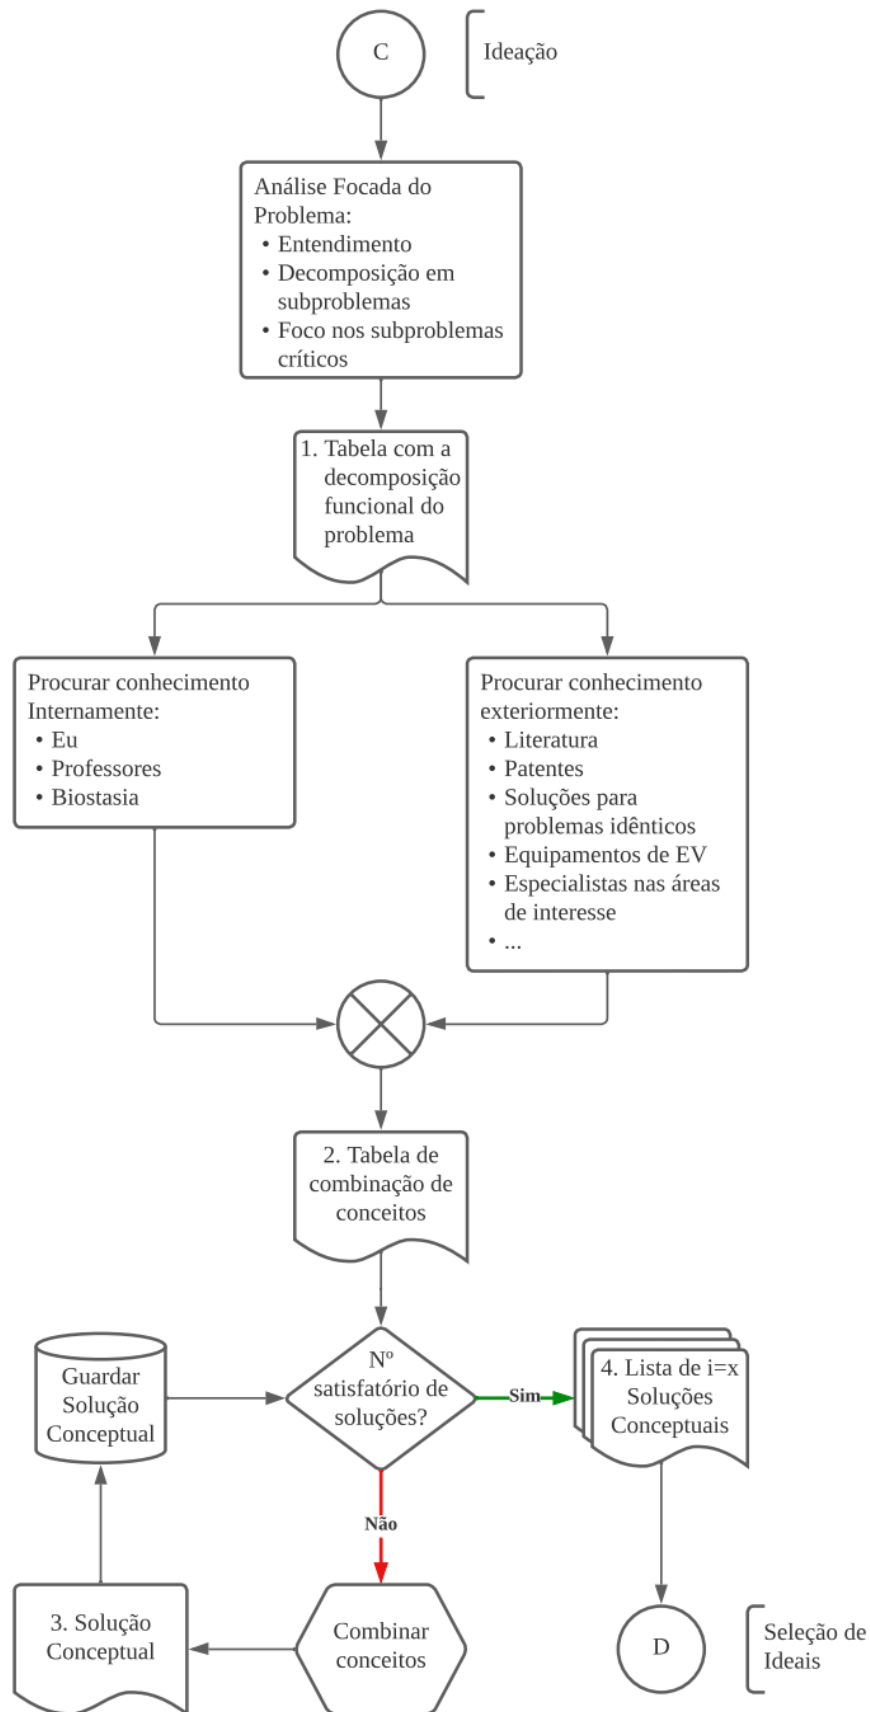 C
Ideação
Análise Focada do
Problema:
• Entendimento
• Decomposição em
subproblemas
• Foco nos subproblemas
críticos
1. Tabela com a
decomposição
funcional do
problema
Procurar conhecimento
Internamente:
• Eu
• Professores
• Biostasia
Procurar conhecimento
exteriormente:
• Literatura
• Patentes
• Soluções para
problemas idênticos
• Equipamentos de EV
• Especialistas nas áreas
de interesse
• ...
2. Tabela de
combinação de
conceitos
Guardar
Solução
Conceptual
Nº
satisfatório de
soluções?
Sim
4. Lista de i=x
Soluções
Conceptuais
Não
3. Solução
Conceptual
Combinar
conceitos
D
Seleção de
Ideais